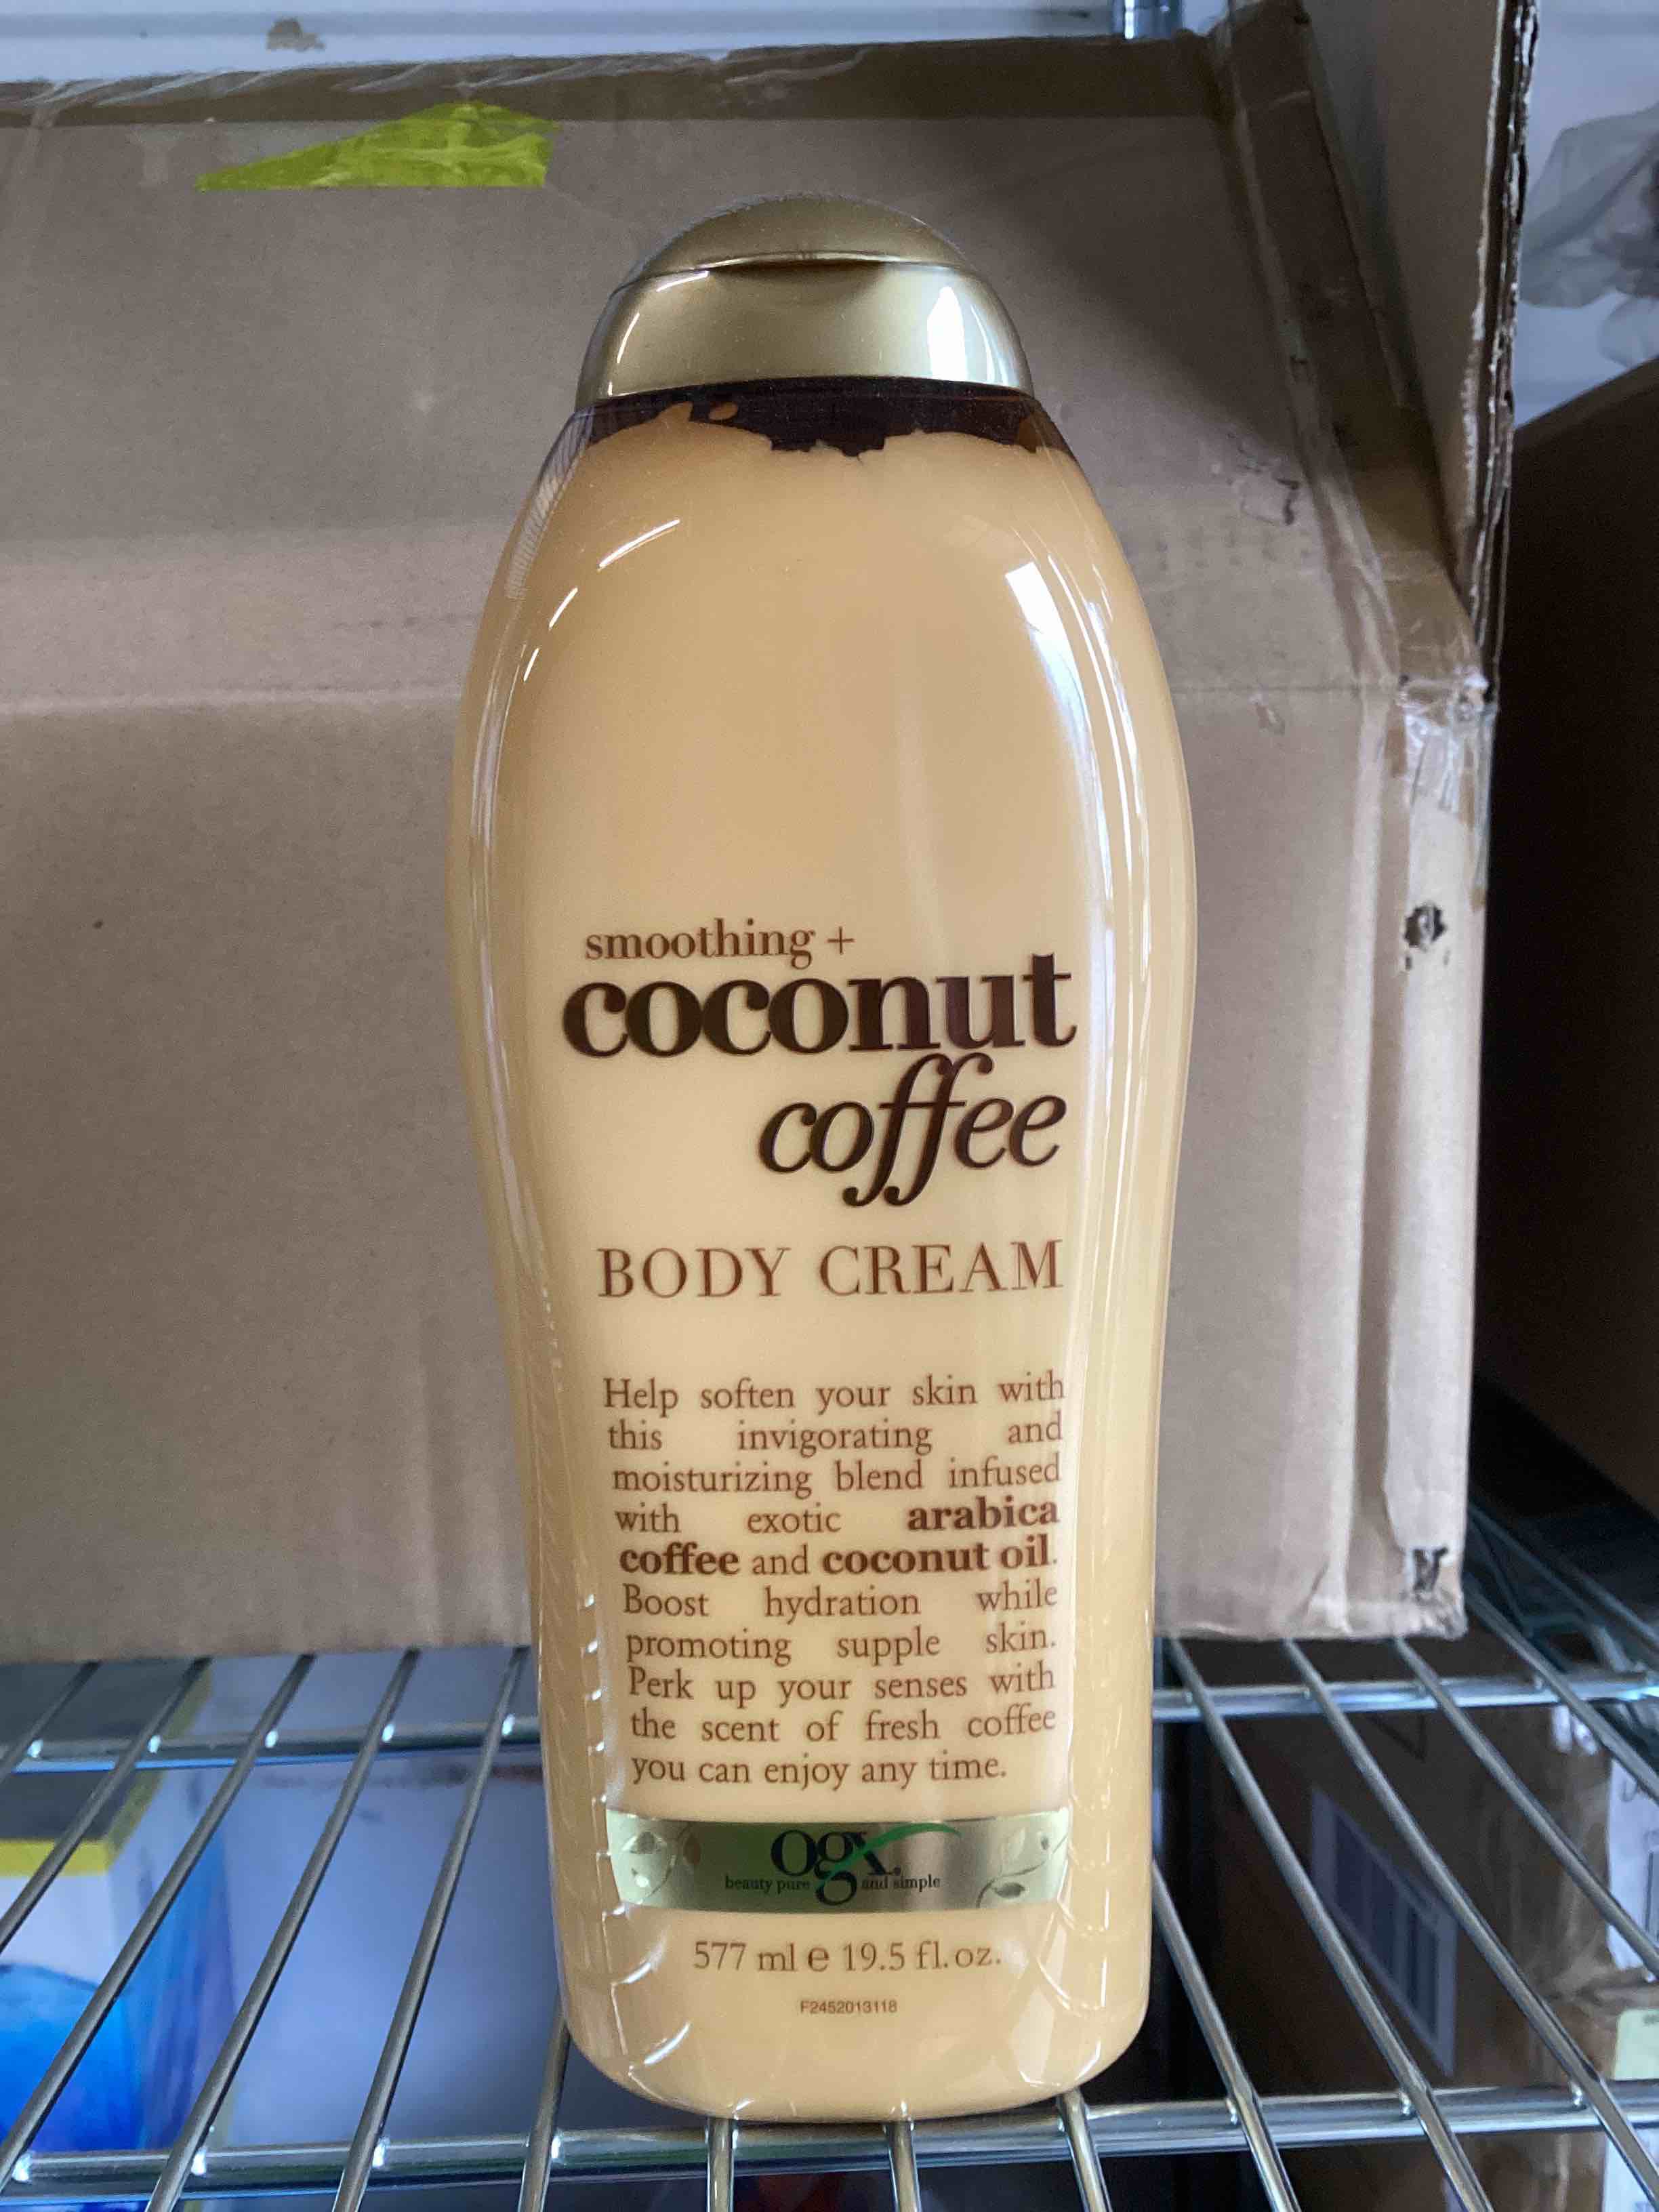 smoothing +
coconut
coffee
BODY CREAM
Help soften your skin with
this invigorating and
moisturizing blend infused
with exotic arabica
coffee and coconut oil.
Boost hydration while
promoting supple skin.
Perk up your senses with
the scent of fresh coffee
you can enjoy any time.
ogx
beauty pure and simple
577 ml e 19.5 fl.oz.
F2452013118